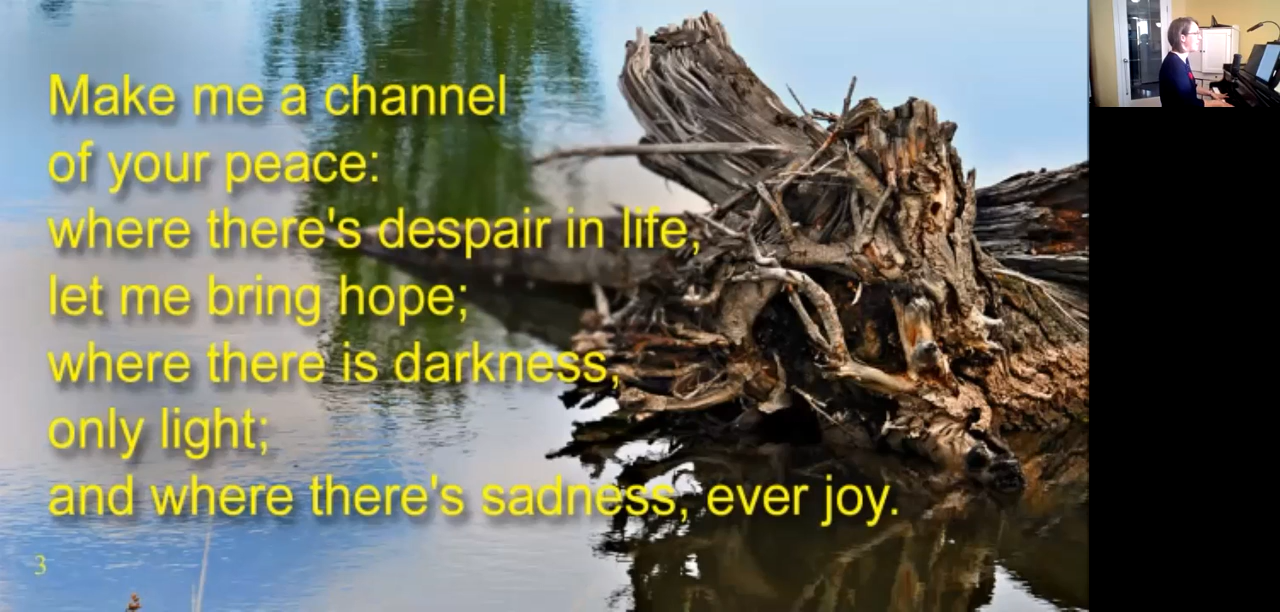 Make me a channel
of your peace:
where there's despair in life,
let me bring hope;
where there is darkness,
only light;
and where there's sadness, ever joy.
3